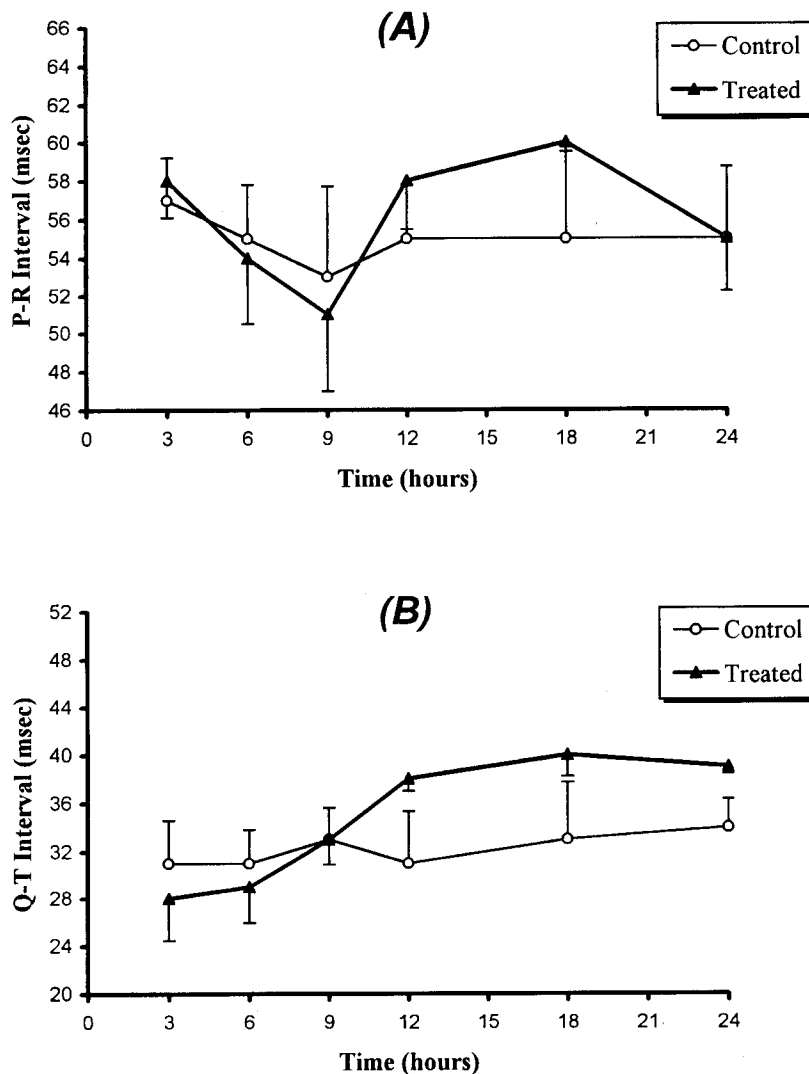 (A)
Control
Treated
66
64
62
60
58
56
54
52
50
48
46
P-R Interval (msec)
0 3 6 9 12 15 18 21 24
Time (hours)
(B)
Control
Treated
52
48
44
40
36
32
28
24
20
Q-T Interval (msec)
0 3 6 9 12 15 18 21 24
Time (hours)